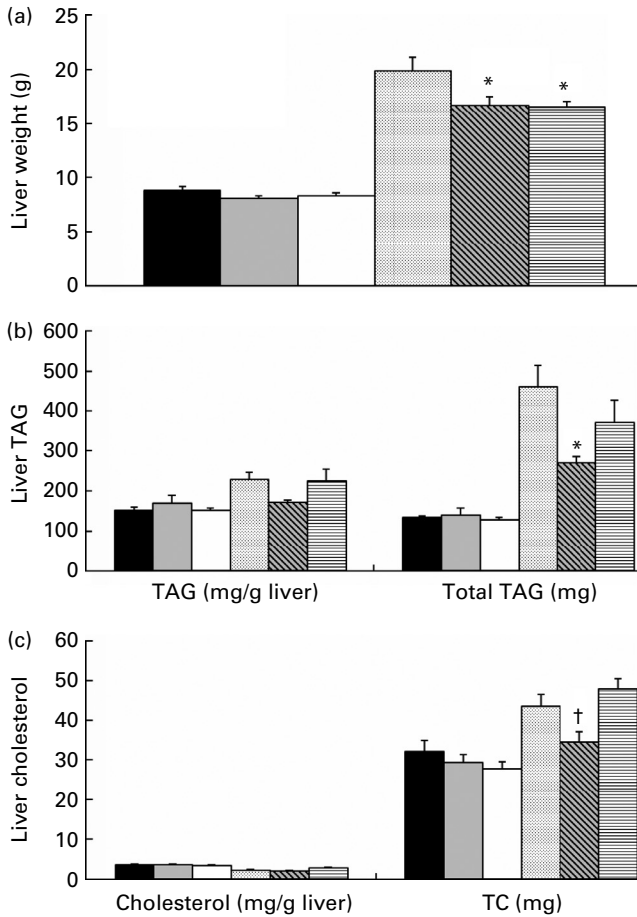 (a)
Liver weight (g)
25
20
15
10
5
0
*
*
(b)
Liver TAG
600
500
400
300
200
100
0
*
TAG (mg/g liver)
Total TAG (mg)
(c)
Liver cholesterol
60
50
40
30
20
10
0
†
Cholesterol (mg/g liver)
TC (mg)